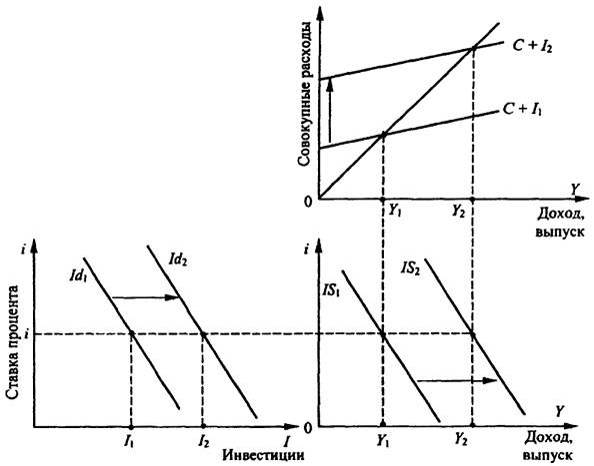 Совокупные расходы
C + I₂
C + I₁
0
Y₁
Y₂
Y
Доход,
выпуск
i
Id₁
Id₂
Ставка процента
i
I₁
I₂
I
Инвестиции
i
IS₁
IS₂
0
Y₁
Y₂
Y
Доход,
выпуск